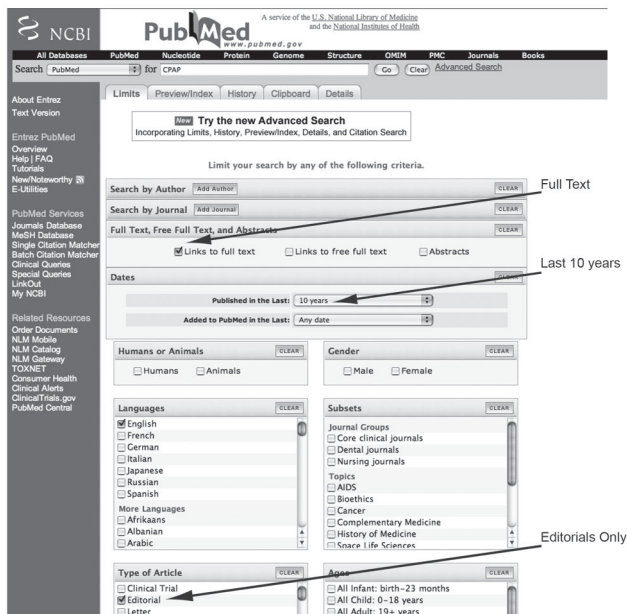 NCBI
PubMed
www.pubmed.gov
A service of the U.S. National Library of Medicine
and the National Institutes of Health
All Databases PubMed Nucleotide Protein Genome Structure OMIM PMC Journals Books
Search PubMed for CPAP Go Clear Advanced Search
Limits Preview/Index History Clipboard Details
About Entrez
Text Version
Entrez PubMed
Overview
Help | FAQ
Tutorials
New/Noteworthy
E-Utilities
PubMed Services
Journals Database
MeSH Database
Single Citation Matcher
Batch Citation Matcher
Clinical Queries
Special Queries
LinkOut
My NCBI
Related Resources
Order Documents
NLM Mobile
NLM Catalog
NLM Gateway
TOXNET
Consumer Health
Clinical Alerts
ClinicalTrials.gov
PubMed Central
New Try the new Advanced Search
Incorporating Limits, History, Preview/Index, Details, and Citation Search
Limit your search by any of the following criteria.
Search by Author Add Author CLEAR
Search by Journal Add Journal CLEAR
Full Text, Free Full Text, and Abstracts CLEAR
Links to full text Links to free full text Abstracts
Dates CLEAR
Published in the Last: 10 years
Added to PubMed in the Last: Any date
Humans or Animals CLEAR
Humans Animals
Gender CLEAR
Male Female
Languages CLEAR
English
French
German
Italian
Japanese
Russian
Spanish
More Languages
Afrikaans
Albanian
Arabic
Subsets CLEAR
Journal Groups
Core clinical journals
Dental journals
Nursing journals
Topics
AIDS
Bioethics
Cancer
Complementary Medicine
History of Medicine
Space Life Sciences
Type of Article CLEAR
Clinical Trial
Editorial
Letter
Ages CLEAR
All Infant: birth-23 months
All Child: 0-18 years
All Adult: 19+ years
Full Text
Last 10 years
Editorials Only